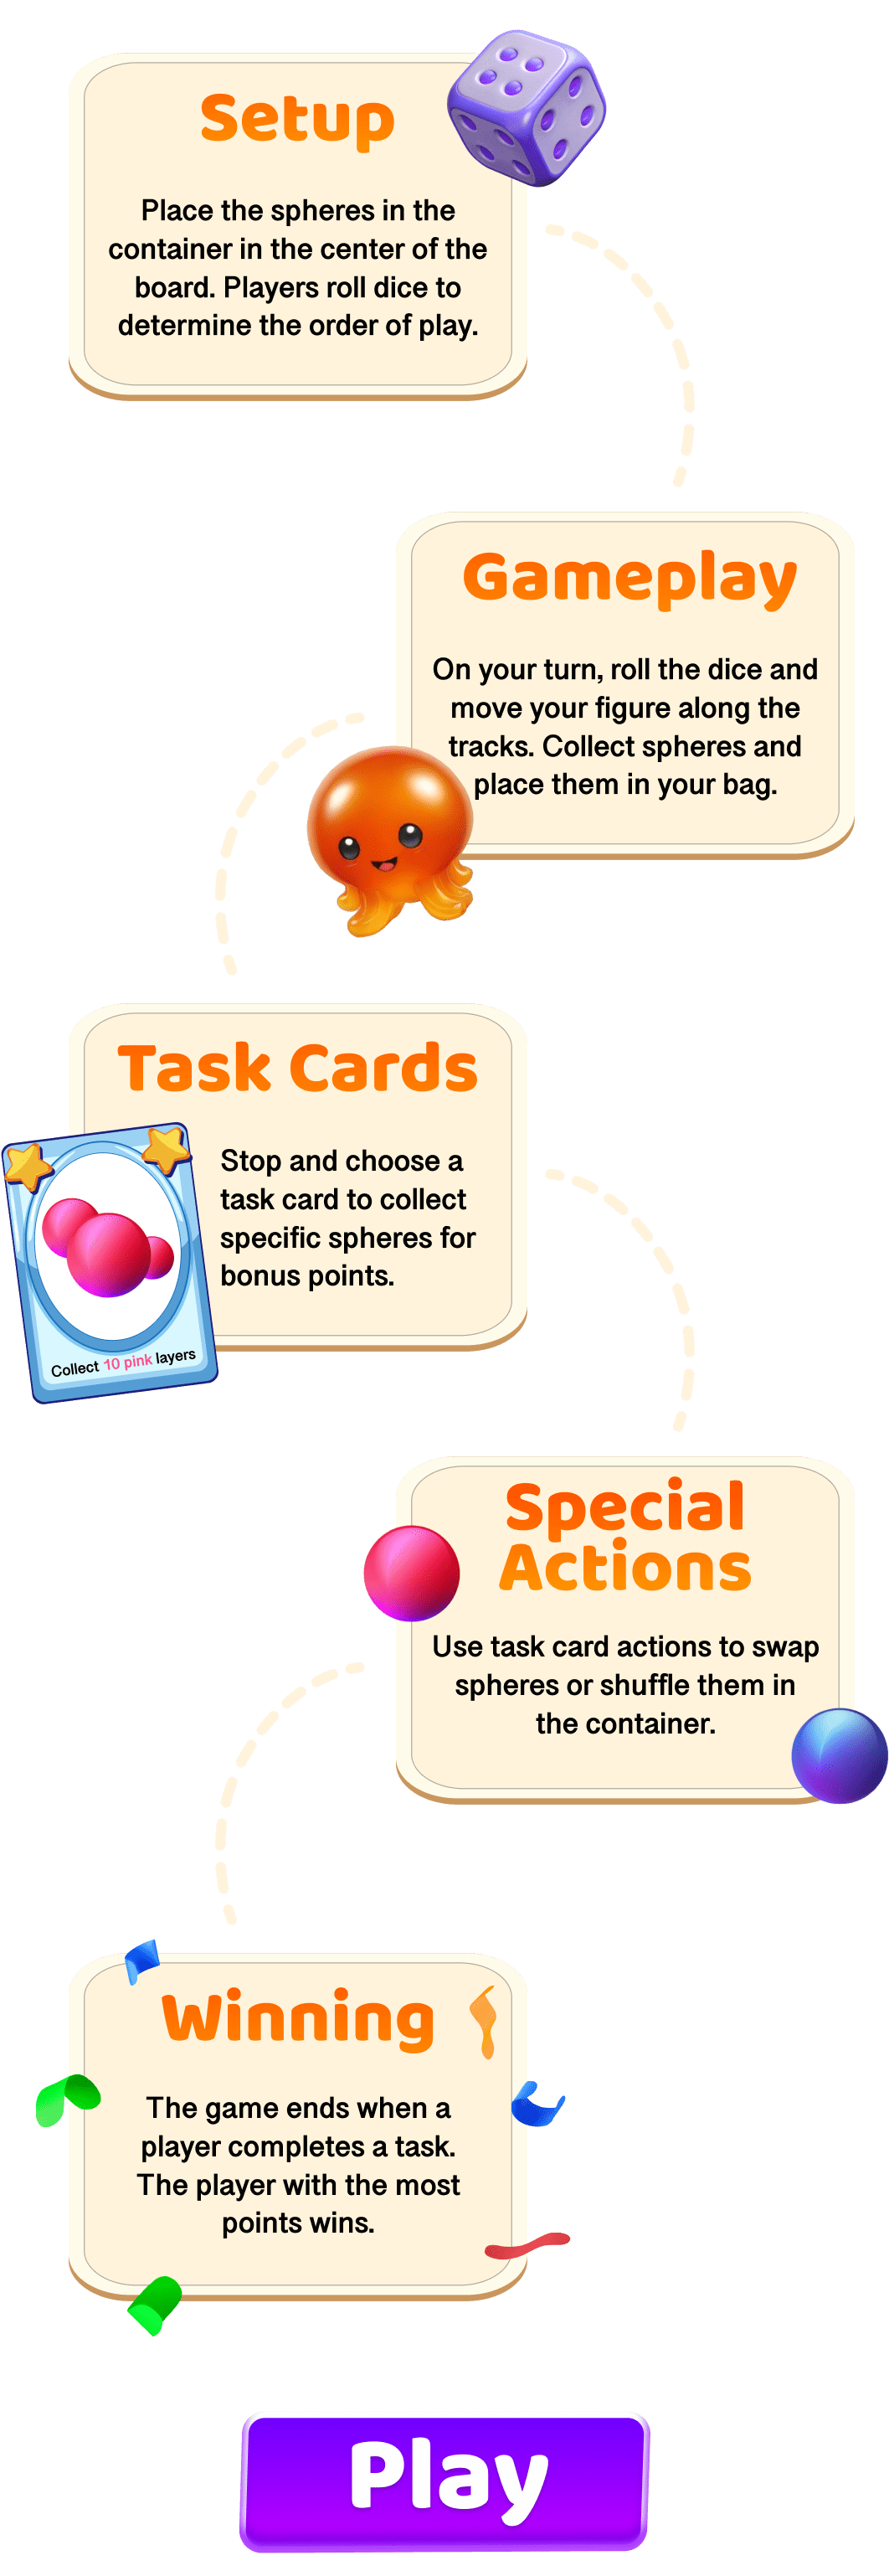 Setup
Place the spheres in the
container in the center of the
board. Players roll dice to
determine the order of play.
Gameplay
On your turn, roll the dice and
move your figure along the
tracks. Collect spheres and
place them in your bag.
Task Cards
Stop and choose a
task card to collect
specific spheres for
bonus points.
Collect 10 pink layers
Special
Actions
Use task card actions to swap
spheres or shuffle them in
the container.
Winning
The game ends when a
player completes a task.
The player with the most
points wins.
Play